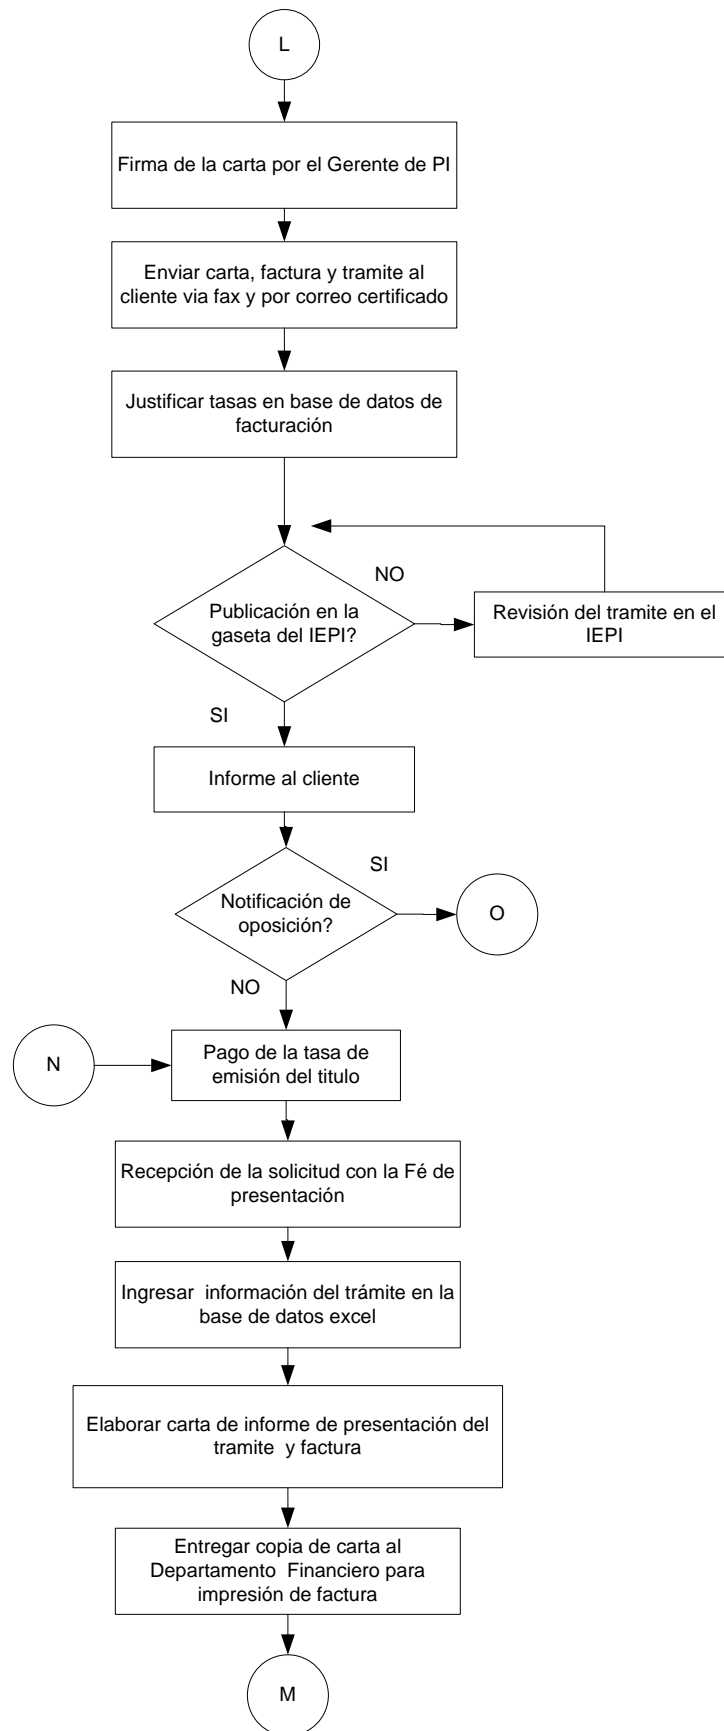 L
Firma de la carta por el Gerente de PI
Enviar carta, factura y tramite al
cliente via fax y por correo certificado
Justificar tasas en base de datos de
facturación
NO
Publicación en la
gaseta del IEPI?
Revisión del tramite en el
IEPI
SI
Informe al cliente
SI
Notificación de
oposición?
O
NO
N
Pago de la tasa de
emisión del titulo
Recepción de la solicitud con la Fé de
presentación
Ingresar información del trámite en la
base de datos excel
Elaborar carta de informe de presentación del
tramite y factura
Entregar copia de carta al
Departamento Financiero para
impresión de factura
M